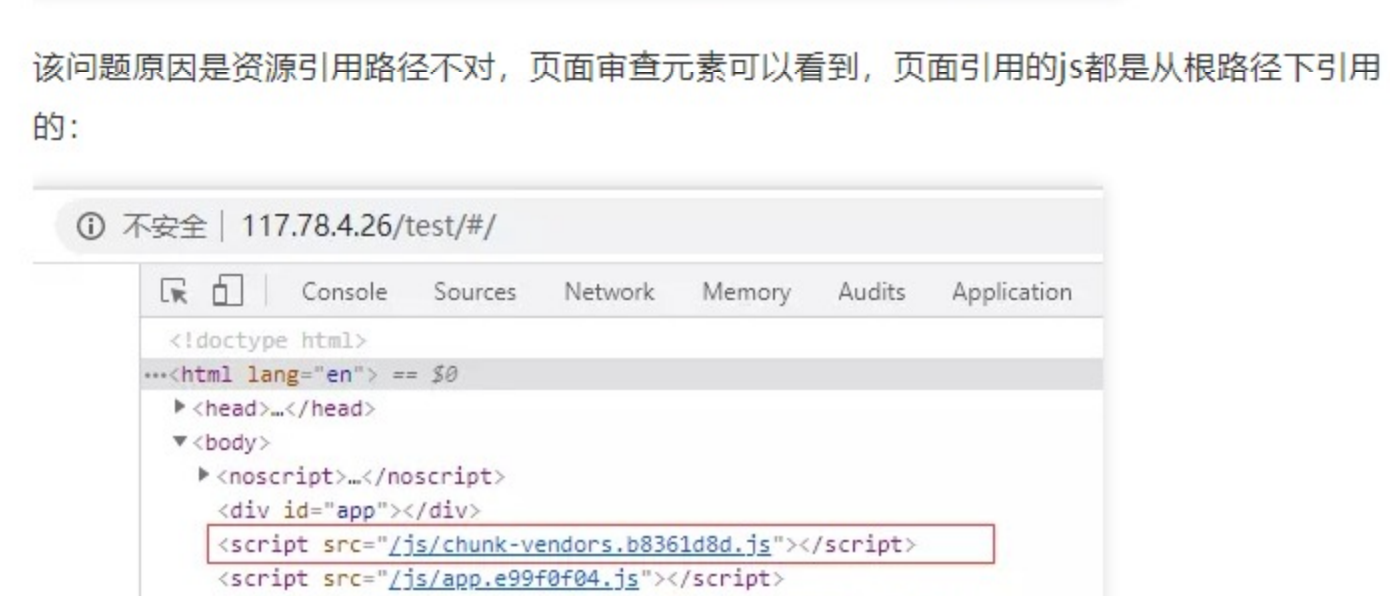 该问题原因是资源引用路径不对，页面审查元素可以看到，页面引用的js都是从根路径下引用
的：
不安全 | 117.78.4.26/test/#/
Console Sources Network Memory Audits Application
<!doctype html>
…<html lang="en"> == $0
▶<head>…</head>
▼<body>
▶<noscript>…</noscript>
<div id="app"></div>
<script src="/js/chunk-vendors.b8361d8d.js"></script>
<script src="/js/app.e99f0f04.js"></script>